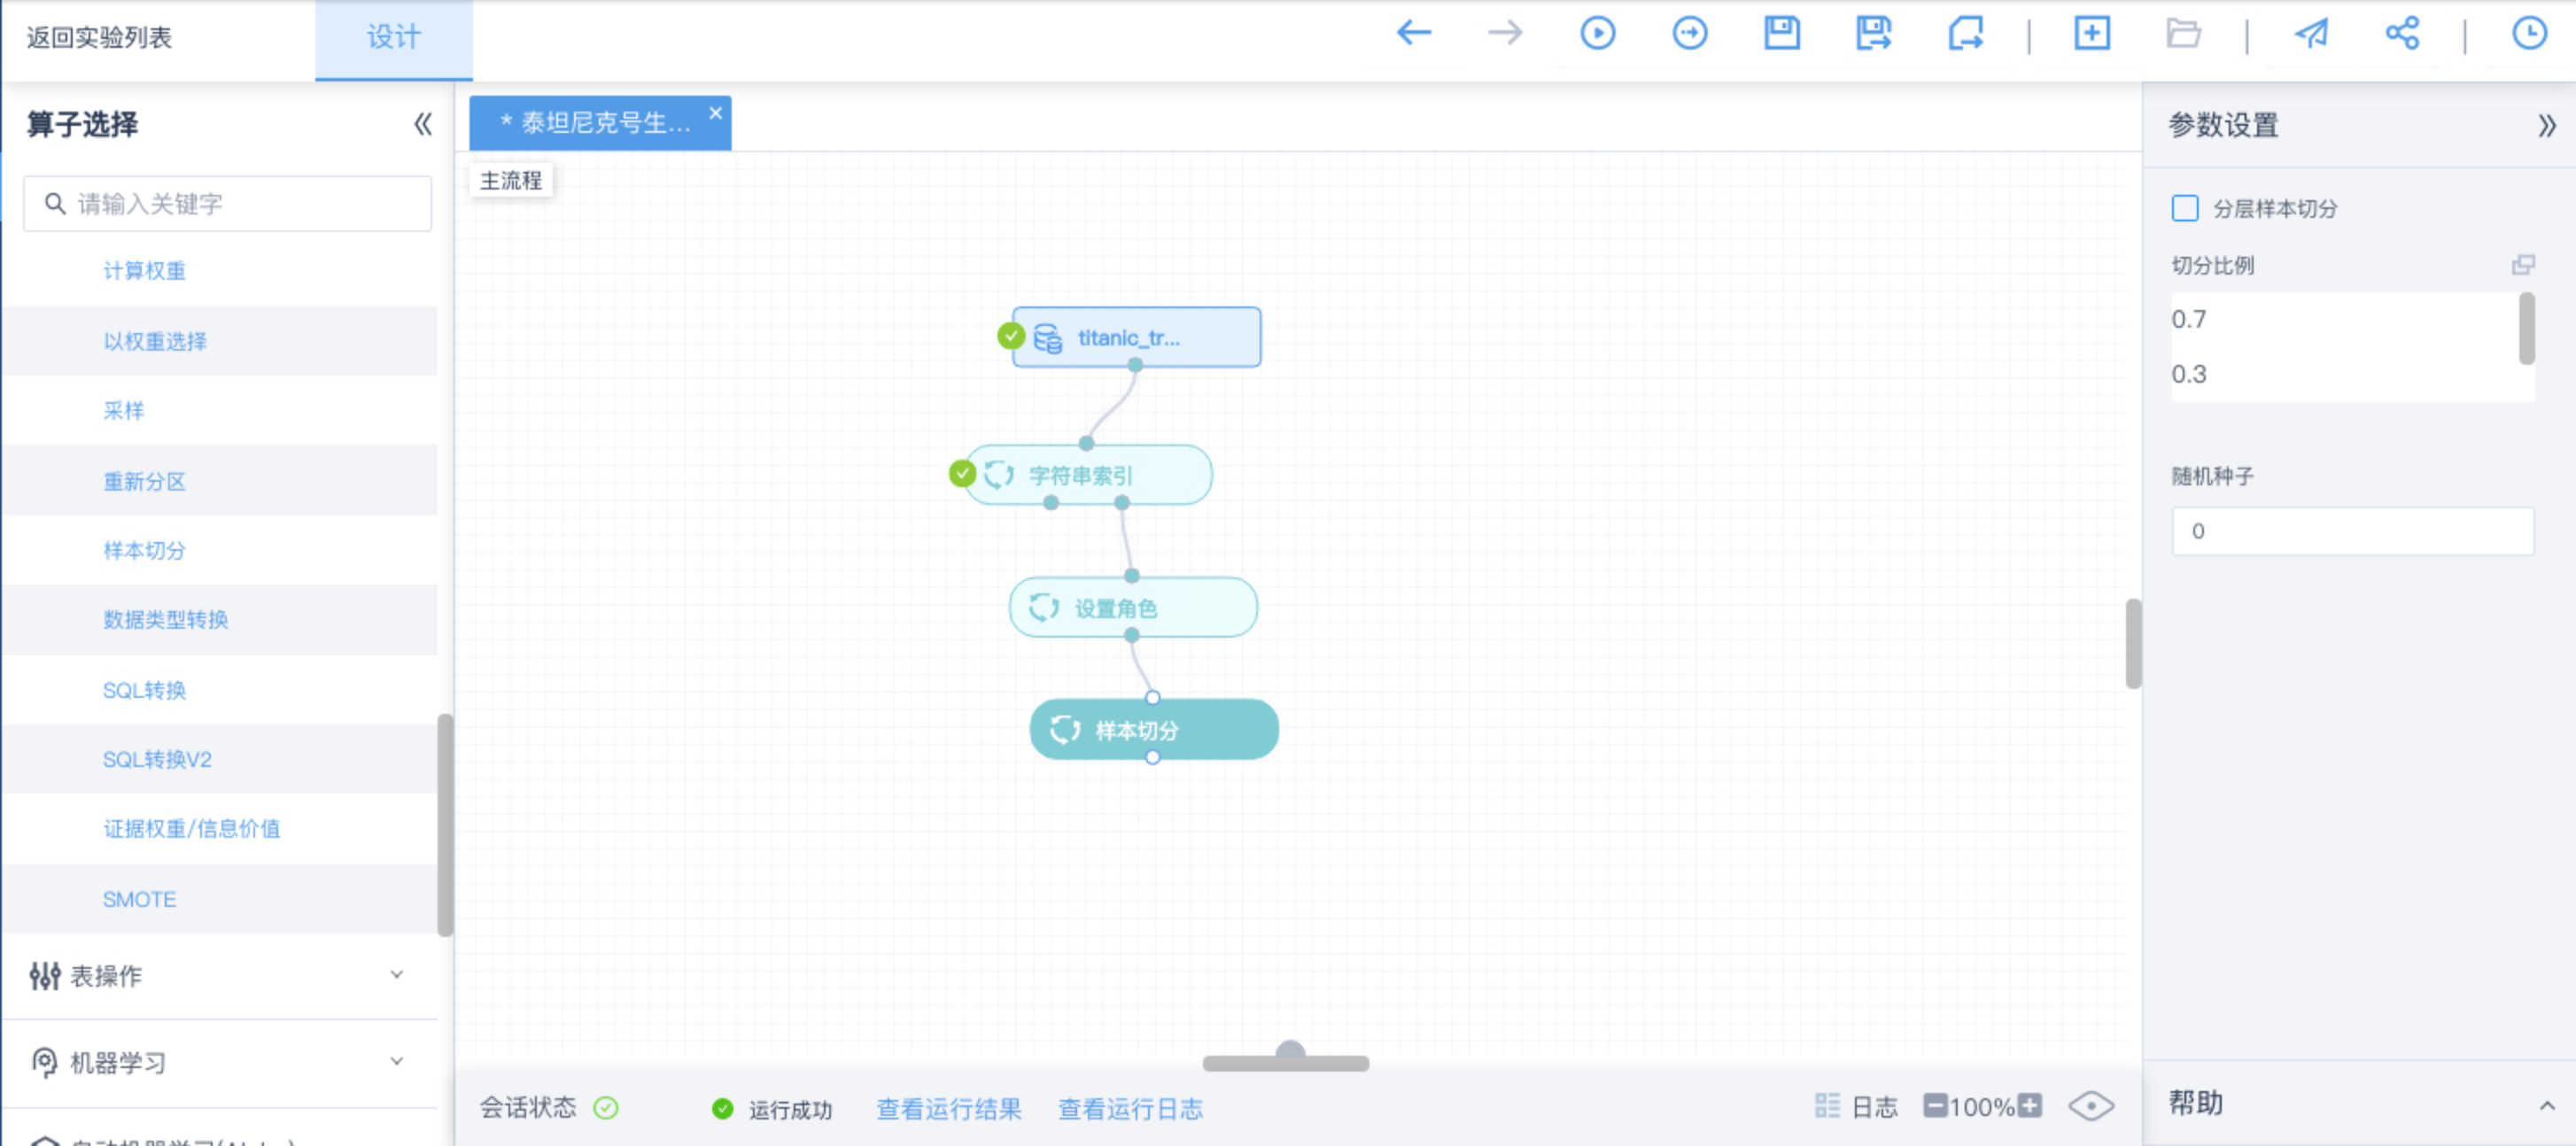 返回实验列表
设计
算子选择
请输入关键字
计算权重
以权重选择
采样
重新分区
样本切分
数据类型转换
SQL转换
SQL转换V2
证据权重/信息价值
SMOTE
表操作
机器学习
* 泰坦尼克号生...
主流程
titanic_tr...
字符串索引
设置角色
样本切分
会话状态
运行成功
查看运行结果
查看运行日志
日志
100%
参数设置
分层样本切分
切分比例
0.7
0.3
随机种子
0
帮助